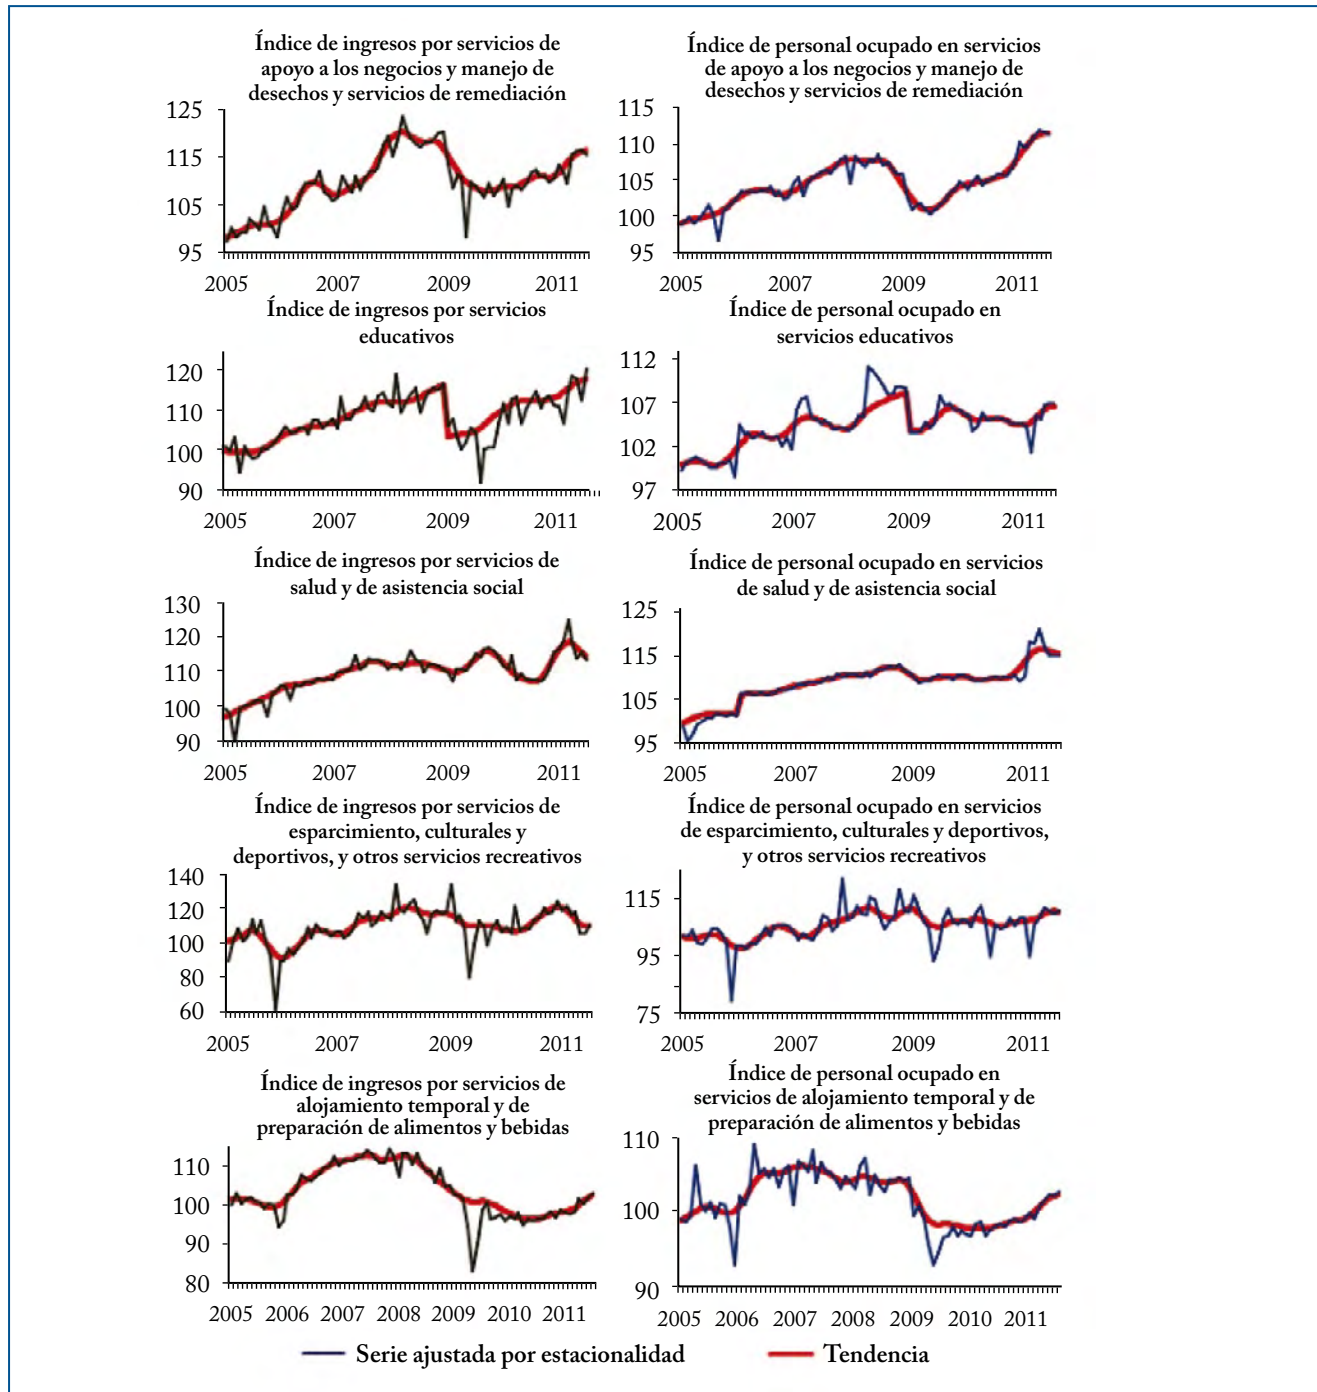 Índice de ingresos por servicios de
apoyo a los negocios y manejo de
desechos y servicios de remediación
125
115
105
95
2005 2007 2009 2011
Índice de personal ocupado en servicios
de apoyo a los negocios y manejo de
desechos y servicios de remediación
115
110
105
100
95
2005 2007 2009 2011
Índice de ingresos por servicios
educativos
120
110
100
90
2005 2007 2009 2011
Índice de personal ocupado en
servicios educativos
112
107
102
97
2005 2007 2009 2011
Índice de ingresos por servicios de
salud y de asistencia social
130
120
110
100
90
2005 2007 2009 2011
Índice de personal ocupado en servicios
de salud y de asistencia social
125
115
105
95
2005 2007 2009 2011
Índice de ingresos por servicios de
esparcimiento, culturales y
deportivos, y otros servicios recreativos
140
120
100
80
60
2005 2007 2009 2011
Índice de personal ocupado en servicios
de esparcimiento, culturales y deportivos,
y otros servicios recreativos
115
95
75
2005 2007 2009 2011
Índice de ingresos por servicios de
alojamiento temporal y de
preparación de alimentos y bebidas
110
100
90
80
2005 2006 2007 2008 2009 2010 2011
Índice de personal ocupado en
servicios de alojamiento temporal y de
preparación de alimentos y bebidas
110
100
90
2005 2006 2007 2008 2009 2010 2011
Serie ajustada por estacionalidad
Tendencia